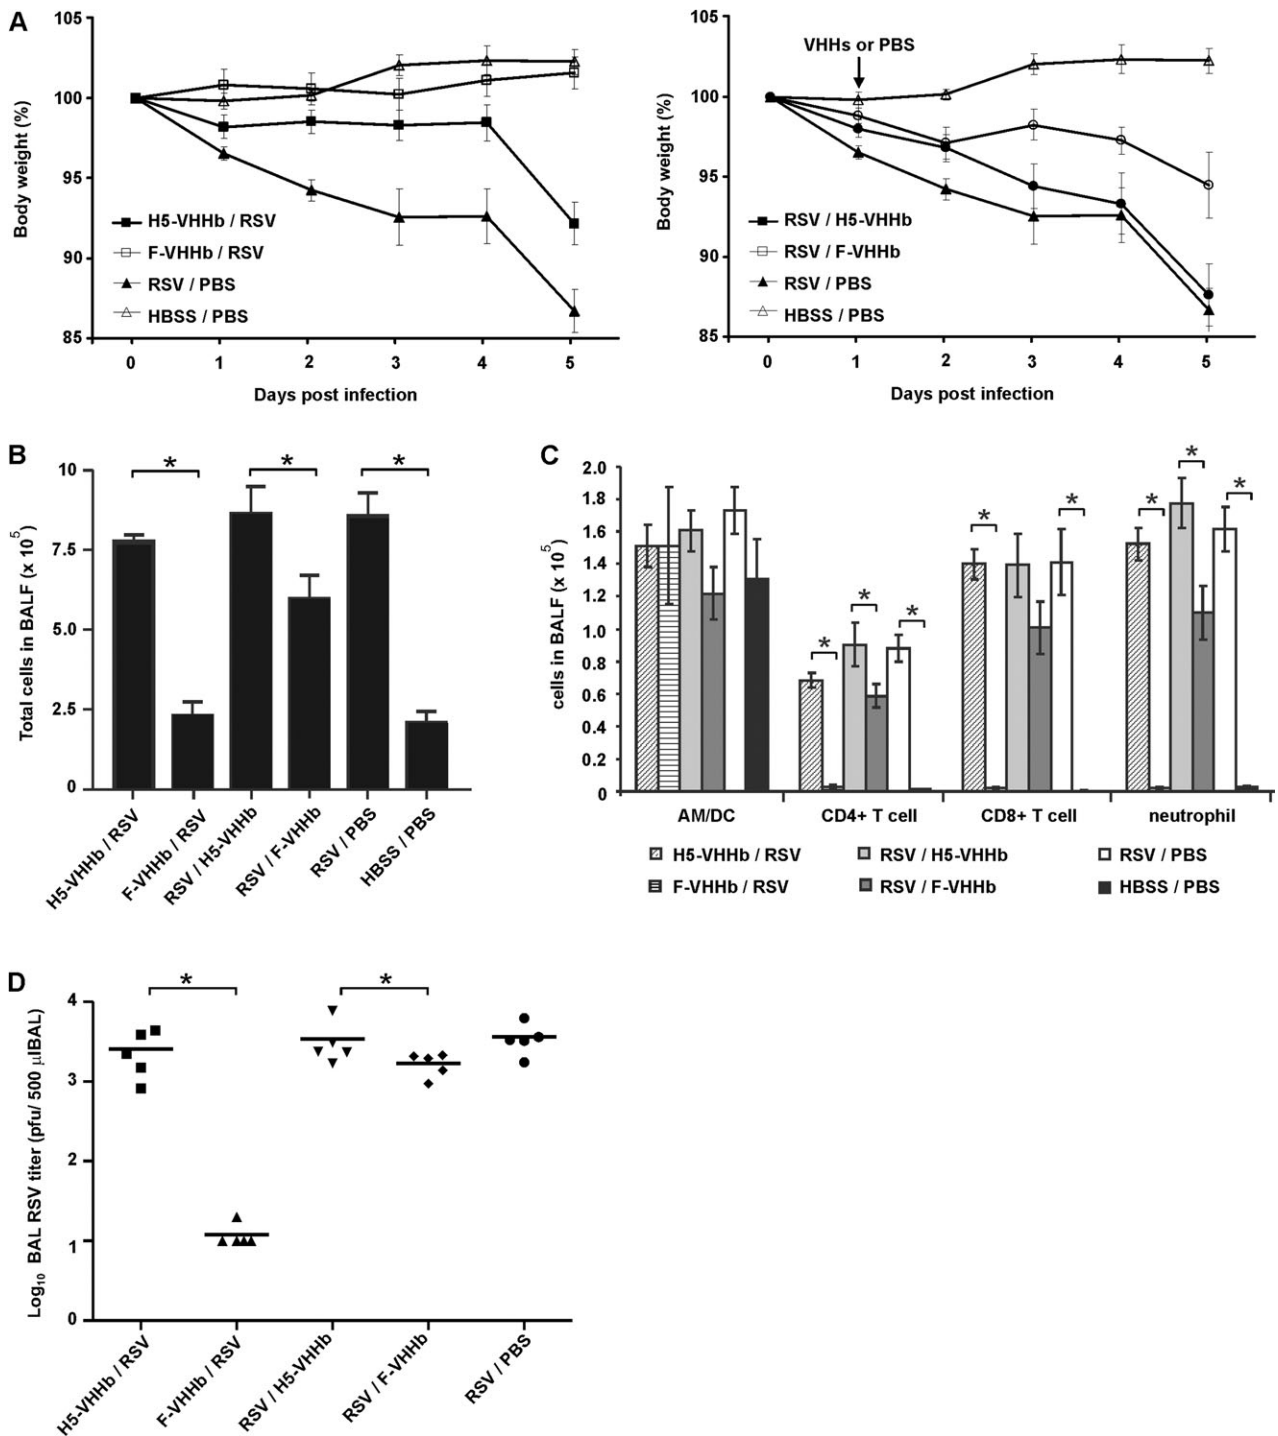 A
105
100
95
90
85
Body weight (%)
H5-VHHb / RSV
F-VHHb / RSV
RSV / PBS
HBSS / PBS
0 1 2 3 4 5
Days post infection
105
100
95
90
85
Body weight (%)
VHHs or PBS
RSV / H5-VHHb
RSV / F-VHHb
RSV / PBS
HBSS / PBS
0 1 2 3 4 5
Days post infection
B
10
7.5
5.0
2.5
0
Total cells in BALF (x 10⁵)
* * *
H5-VHHb / RSV
F-VHHb / RSV
RSV / H5-VHHb
RSV / F-VHHb
RSV / PBS
HBSS / PBS
C
2.0
1.8
1.6
1.4
1.2
1.0
0.8
0.6
0.4
0.2
0
cells in BALF (x 10⁵)
* * * * * * * *
AM/DC CD4+ T cell CD8+ T cell neutrophil
H5-VHHb / RSV RSV / H5-VHHb RSV / PBS
F-VHHb / RSV RSV / F-VHHb HBSS / PBS
D
4
3
2
1
0
Log₁₀ BAL RSV titer (pfu/ 500 µlBAL)
* *
H5-VHHb / RSV
F-VHHb / RSV
RSV / H5-VHHb
RSV / F-VHHb
RSV / PBS